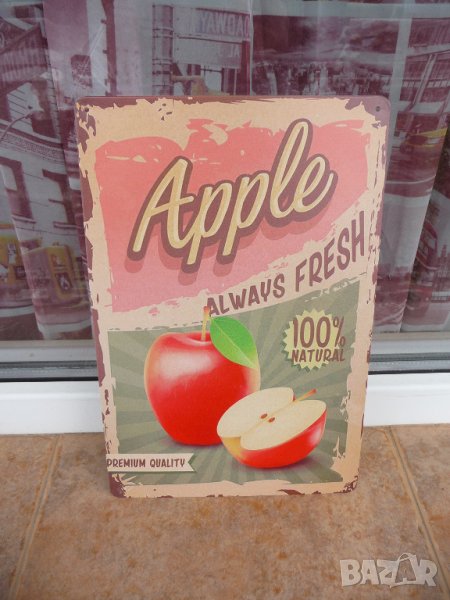 Apple
ALWAYS FRESH
100%
NATURAL
PREMIUM QUALITY
BAZAR